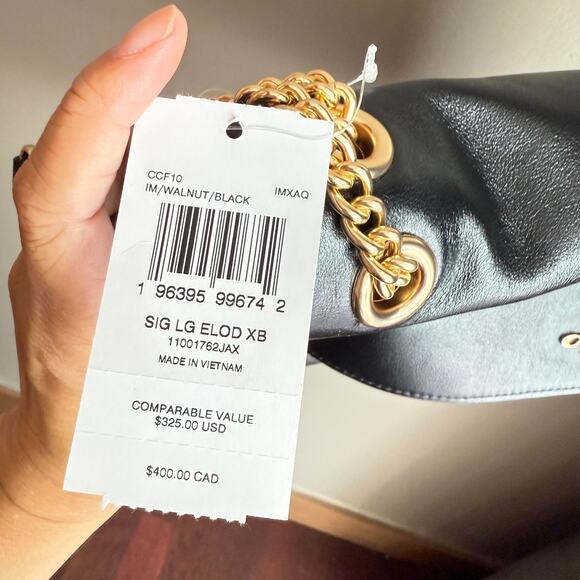 CCF10
IM/WALNUT/BLACK IMXAQ
1 96395 99674 2
SIG LG ELOD XB
11001762JAX
MADE IN VIETNAM
COMPARABLE VALUE
$325.00 USD
$400.00 CAD